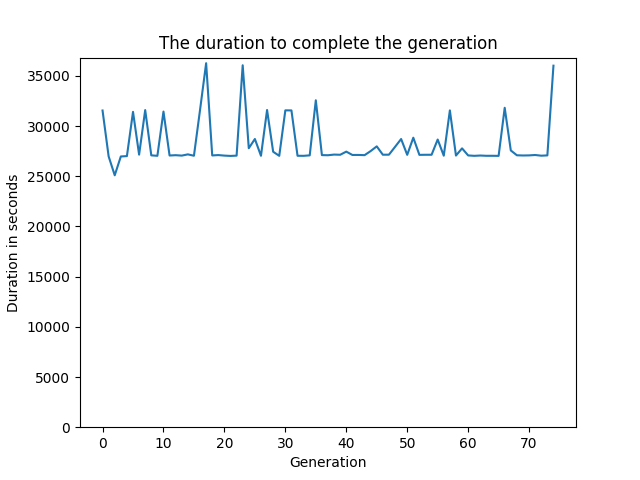 The duration to complete the generation
35000
30000
25000
20000
15000
10000
5000
0
Duration in seconds
0 10 20 30 40 50 60 70
Generation